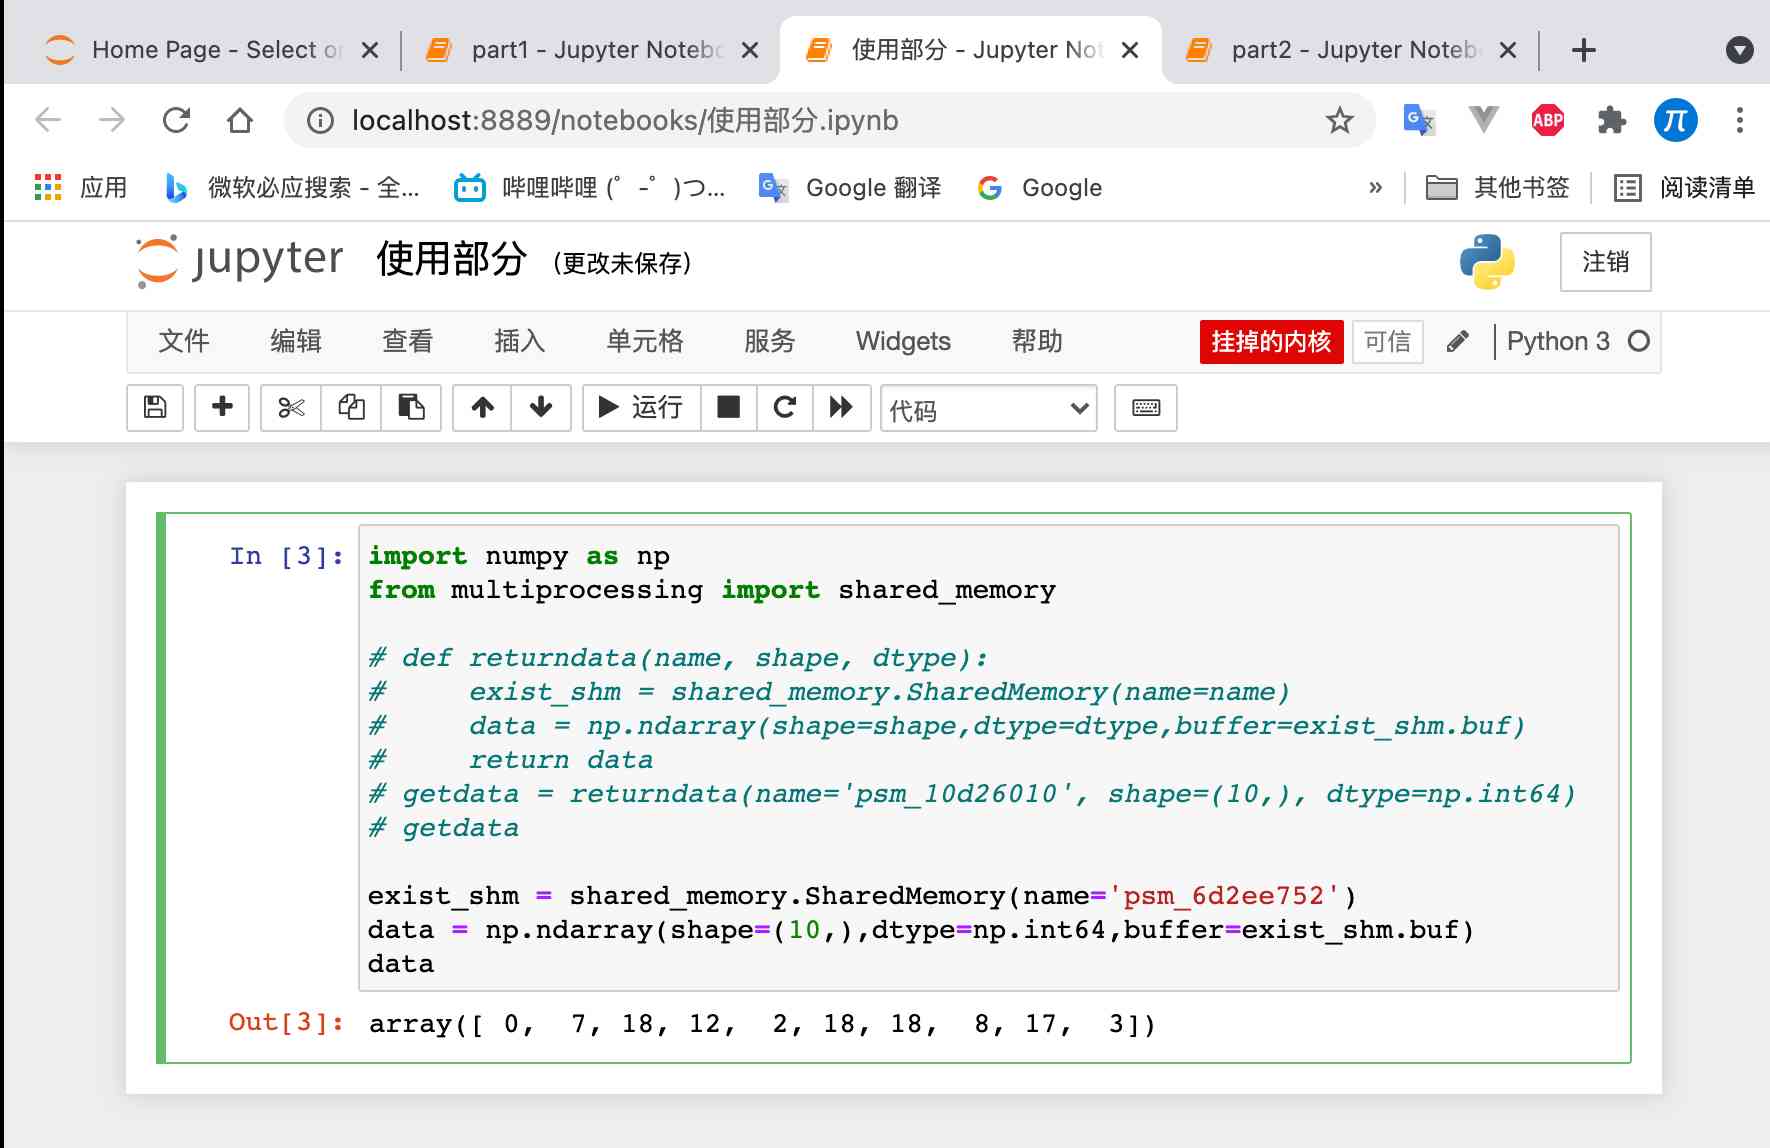 Home Page - Select or
part1 - Jupyter Notebo
使用部分 - Jupyter Not
part2 - Jupyter Noteb
localhost:8889/notebooks/使用部分.ipynb
ABP
π
应用
微软必应搜索 - 全...
哔哩哔哩 (゜-゜)つ...
Google 翻译
Google
»
其他书签
阅读清单
jupyter 使用部分 (更改未保存)
注销
文件 编辑 查看 插入 单元格 服务 Widgets 帮助
挂掉的内核 可信 Python 3
运行 代码
In [3]:
import numpy as np
from multiprocessing import shared_memory
# def returndata(name, shape, dtype):
#     exist_shm = shared_memory.SharedMemory(name=name)
#     data = np.ndarray(shape=shape,dtype=dtype,buffer=exist_shm.buf)
#     return data
# getdata = returndata(name='psm_10d26010', shape=(10,), dtype=np.int64)
# getdata
exist_shm = shared_memory.SharedMemory(name='psm_6d2ee752')
data = np.ndarray(shape=(10,),dtype=np.int64,buffer=exist_shm.buf)
data
Out[3]: array([ 0,  7, 18, 12,  2, 18, 18,  8, 17,  3])